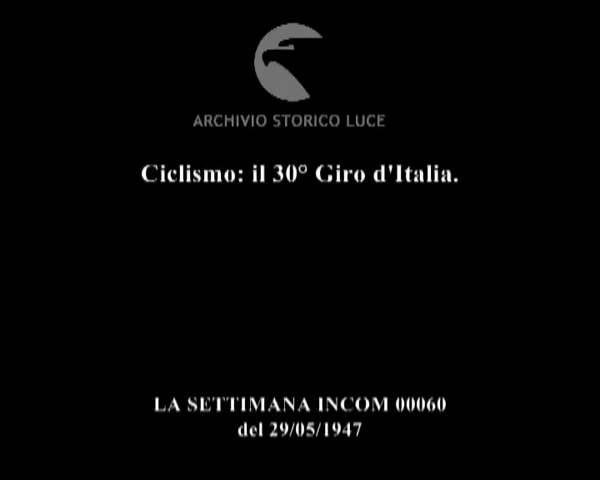 ARCHIVIO STORICO LUCE
Ciclismo: il 30° Giro d'Italia.
LA SETTIMANA INCOM 00060
del 29/05/1947